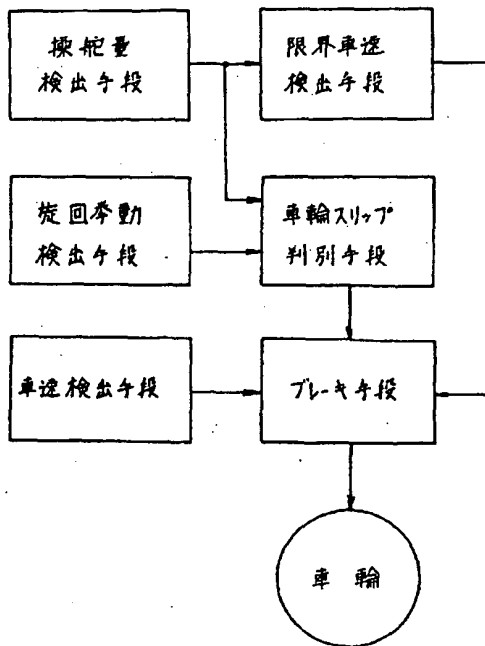 操舵量
検出手段
限界車速
検出手段
旋回挙動
検出手段
車輪スリップ
判別手段
車速検出手段
ブレーキ手段
車輪